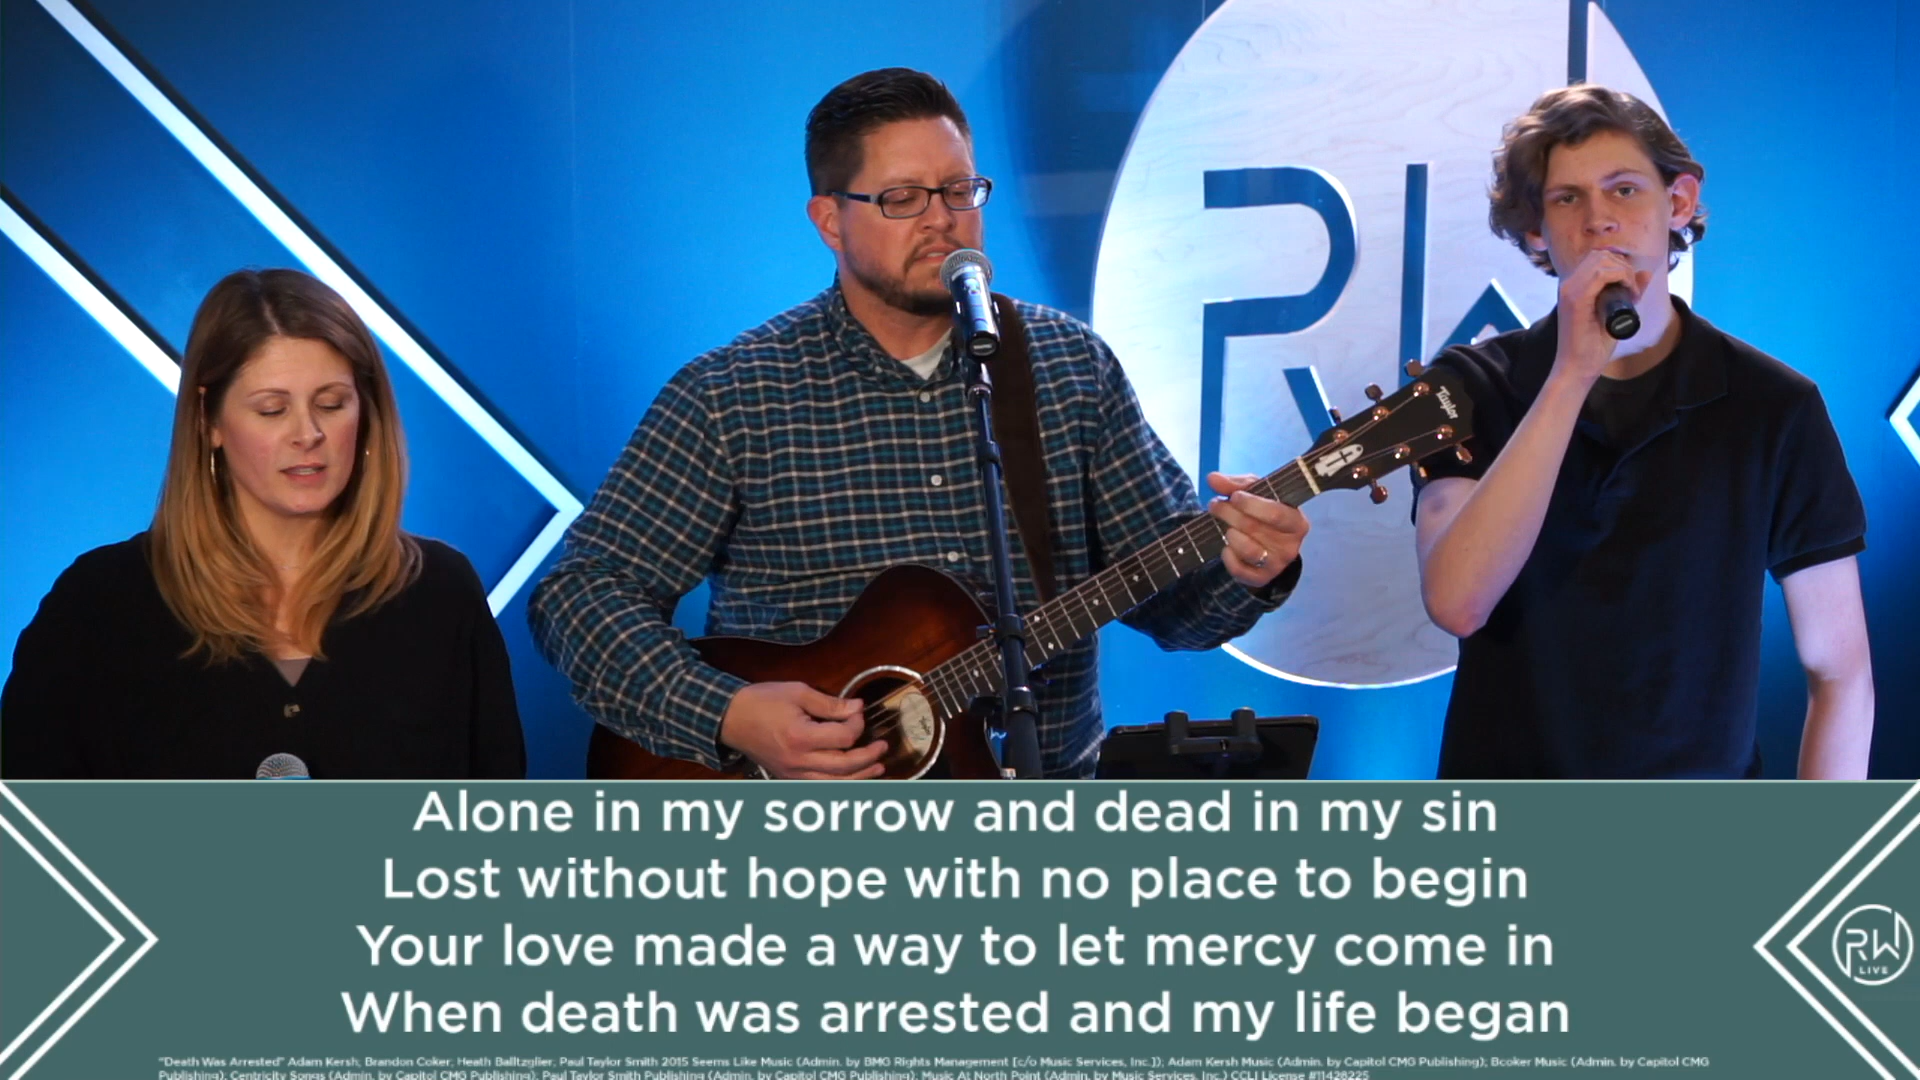 RW
Taylor
Alone in my sorrow and dead in my sin
Lost without hope with no place to begin
Your love made a way to let mercy come in
When death was arrested and my life began
RW
LIVE
"Death Was Arrested" Adam Kersh; Brandon Coker; Heath Balltzglier; Paul Taylor Smith 2015 Seems Like Music (Admin. by BMG Rights Management [c/o Music Services, Inc.]); Adam Kersh Music (Admin. by Capitol CMG Publishing); Bcoker Music (Admin. by Capitol CMG
Publishing); Centricity Songs (Admin. by Capitol CMG Publishing); Paul Taylor Smith Publishing (Admin. by Capitol CMG Publishing); Music At North Point (Admin. by Music Services, Inc.) CCLI License #11428225